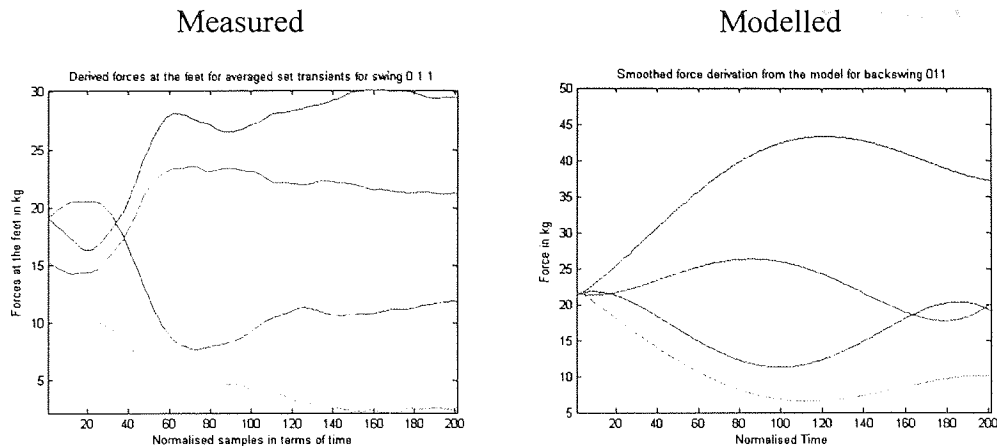 Measured
Modelled
Derived forces at the feet for averaged set transients for swing 0 1 1
Forces at the feet in kg
30
25
20
15
10
5
20 40 60 80 100 120 140 160 180 200
Normalised samples in terms of time
Smoothed force derivation from the model for backswing 011
Force in kg
50
45
40
35
30
25
20
15
10
5
20 40 60 80 100 120 140 160 180 200
Normalised Time